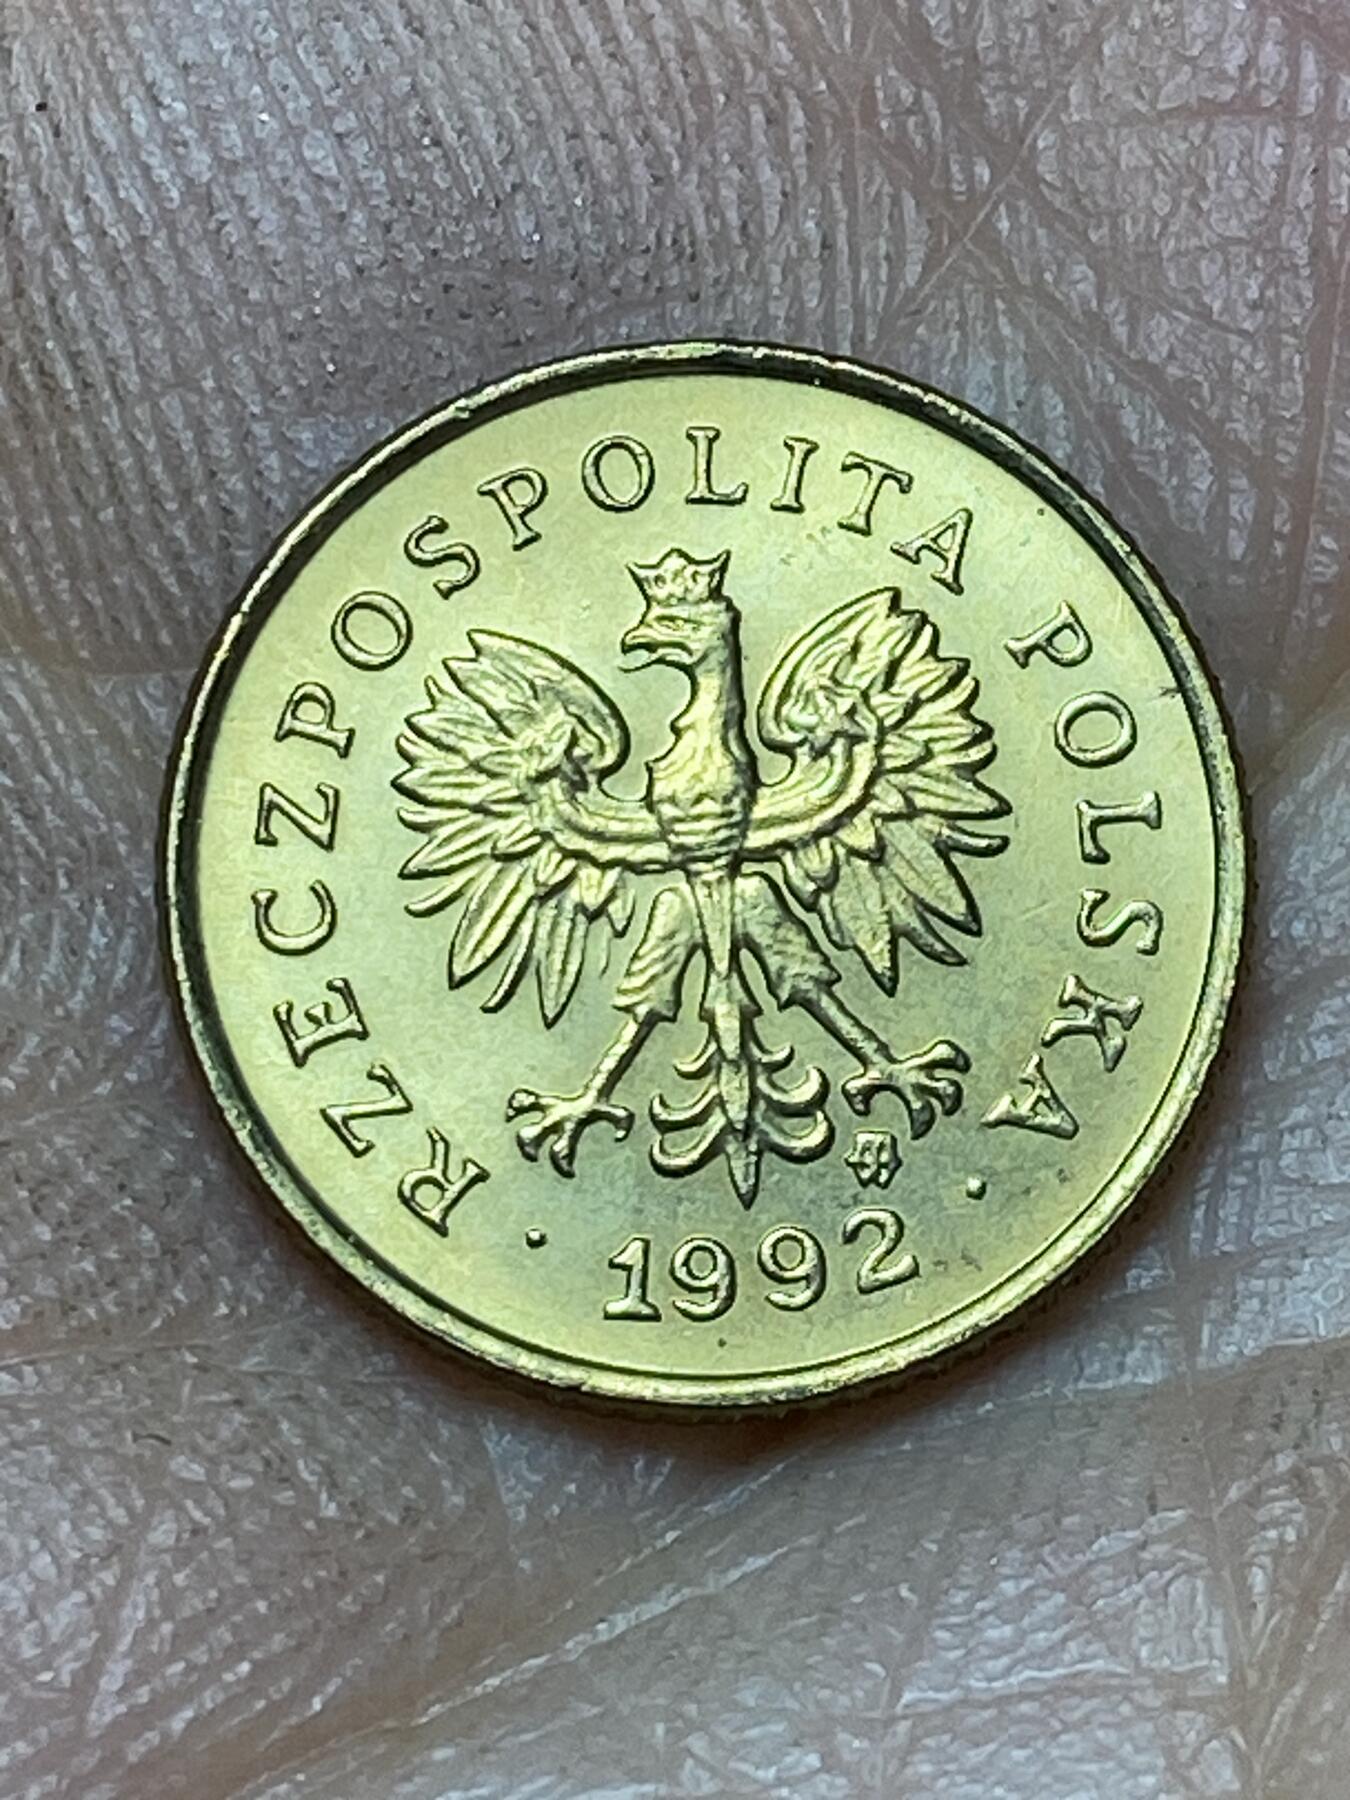 RZECZPOSPOLITA POLSKA
· 1992 ·